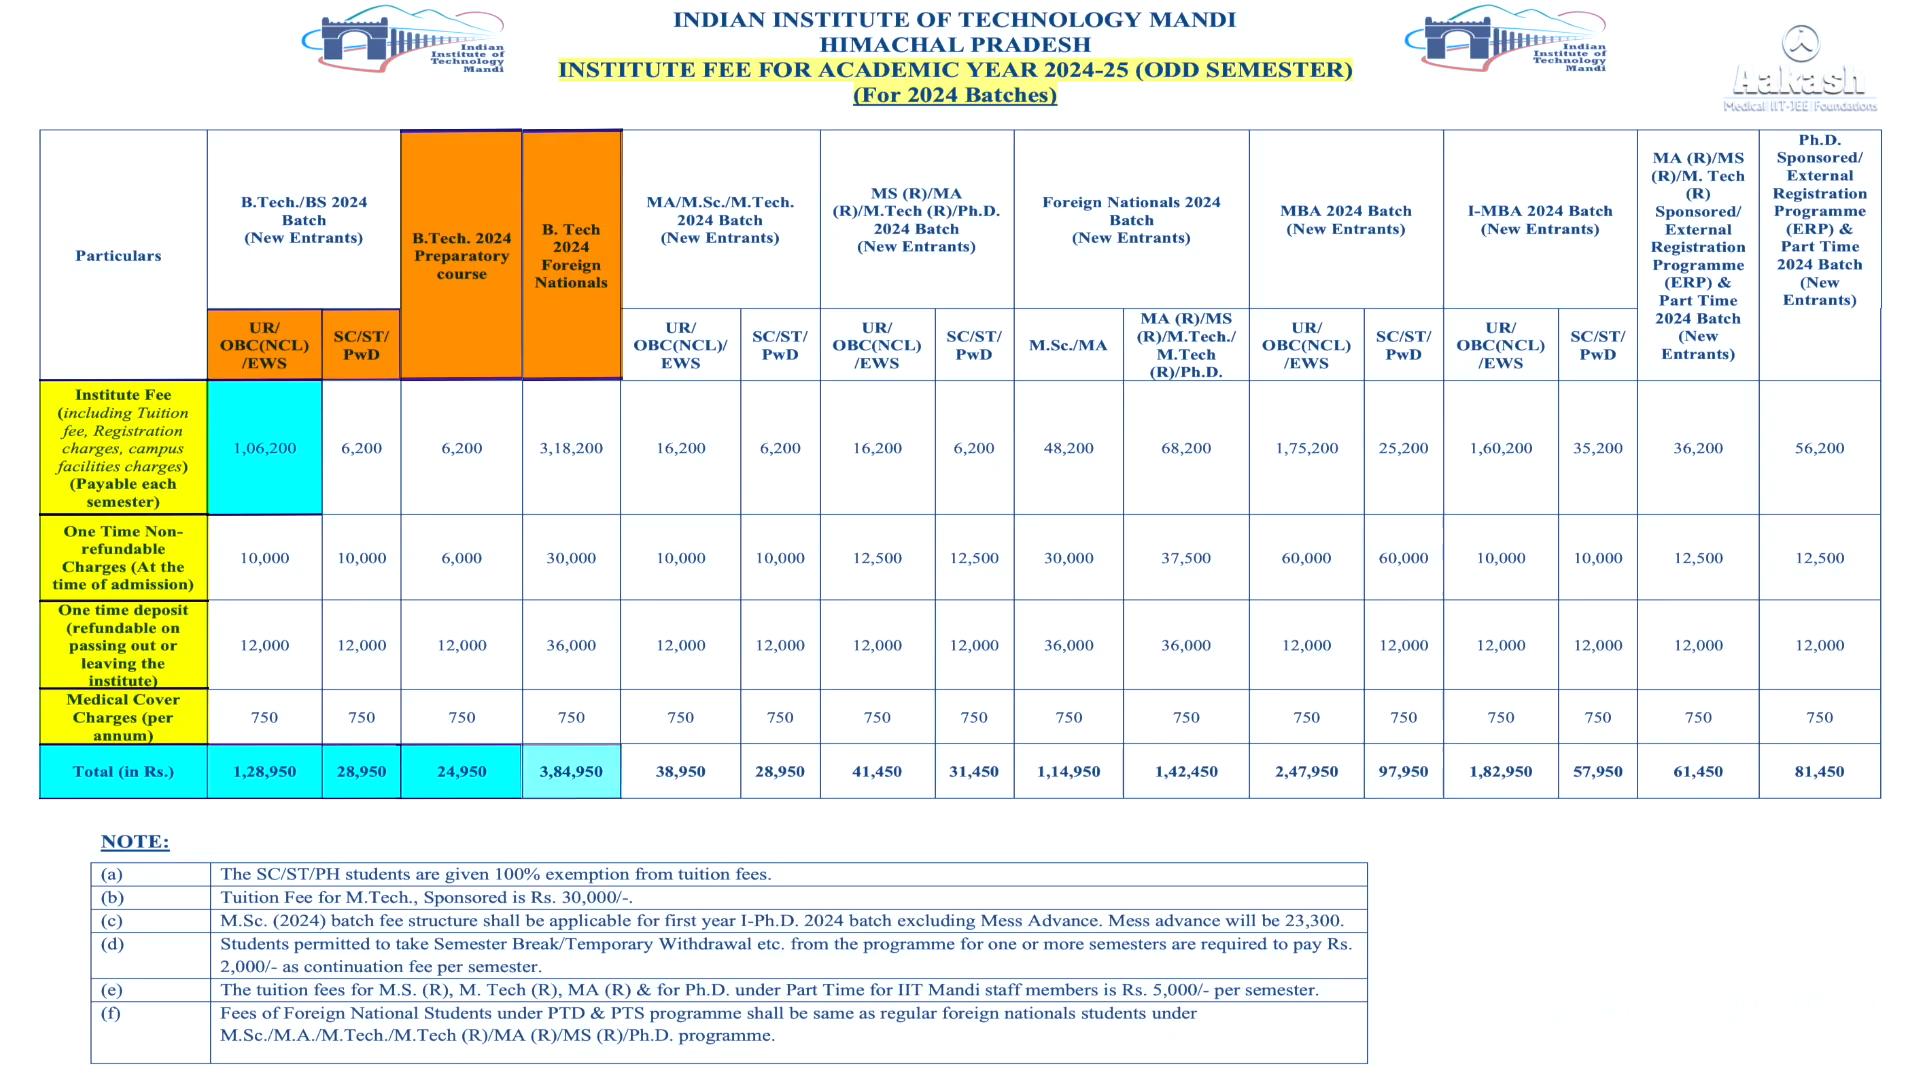 Indian
Institute of
Technology
Mandi
INDIAN INSTITUTE OF TECHNOLOGY MANDI
HIMACHAL PRADESH
INSTITUTE FEE FOR ACADEMIC YEAR 2024-25 (ODD SEMESTER)
(For 2024 Batches)
Indian
Institute of
Technology
Mandi
Aakash
Medical IIT-JEE Foundations
Particulars
B.Tech./BS 2024
Batch
(New Entrants)
B.Tech. 2024
Preparatory
course
B. Tech
2024
Foreign
Nationals
MA/M.Sc./M.Tech.
2024 Batch
(New Entrants)
MS (R)/MA
(R)/M.Tech (R)/Ph.D.
2024 Batch
(New Entrants)
Foreign Nationals 2024
Batch
(New Entrants)
MBA 2024 Batch
(New Entrants)
I-MBA 2024 Batch
(New Entrants)
MA (R)/MS
(R)/M. Tech
(R)
Sponsored/
External
Registration
Programme
(ERP) &
Part Time
2024 Batch
(New
Entrants)
Ph.D.
Sponsored/
External
Registration
Programme
(ERP) &
Part Time
2024 Batch
(New
Entrants)
UR/
OBC(NCL)
/EWS
SC/ST/
PwD
UR/
OBC(NCL)/
EWS
SC/ST/
PwD
UR/
OBC(NCL)
/EWS
SC/ST/
PwD
M.Sc./MA
MA (R)/MS
(R)/M.Tech./
M.Tech
(R)/Ph.D.
UR/
OBC(NCL)
/EWS
SC/ST/
PwD
UR/
OBC(NCL)
/EWS
SC/ST/
PwD
Institute Fee
(including Tuition
fee, Registration
charges, campus
facilities charges)
(Payable each
semester)
1,06,200 6,200 6,200 3,18,200 16,200 6,200 16,200 6,200 48,200 68,200 1,75,200 25,200 1,60,200 35,200 36,200 56,200
One Time Non-
refundable
Charges (At the
time of admission)
10,000 10,000 6,000 30,000 10,000 10,000 12,500 12,500 30,000 37,500 60,000 60,000 10,000 10,000 12,500 12,500
One time deposit
(refundable on
passing out or
leaving the
institute)
12,000 12,000 12,000 36,000 12,000 12,000 12,000 12,000 36,000 36,000 12,000 12,000 12,000 12,000 12,000 12,000
Medical Cover
Charges (per
annum)
750 750 750 750 750 750 750 750 750 750 750 750 750 750 750 750
Total (in Rs.) 1,28,950 28,950 24,950 3,84,950 38,950 28,950 41,450 31,450 1,14,950 1,42,450 2,47,950 97,950 1,82,950 57,950 61,450 81,450
NOTE:
(a) The SC/ST/PH students are given 100% exemption from tuition fees.
(b) Tuition Fee for M.Tech., Sponsored is Rs. 30,000/-.
(c) M.Sc. (2024) batch fee structure shall be applicable for first year I-Ph.D. 2024 batch excluding Mess Advance. Mess advance will be 23,300.
(d) Students permitted to take Semester Break/Temporary Withdrawal etc. from the programme for one or more semesters are required to pay Rs.
2,000/- as continuation fee per semester.
(e) The tuition fees for M.S. (R), M. Tech (R), MA (R) & for Ph.D. under Part Time for IIT Mandi staff members is Rs. 5,000/- per semester.
(f) Fees of Foreign National Students under PTD & PTS programme shall be same as regular foreign nationals students under
M.Sc./M.A./M.Tech./M.Tech (R)/MA (R)/MS (R)/Ph.D. programme.